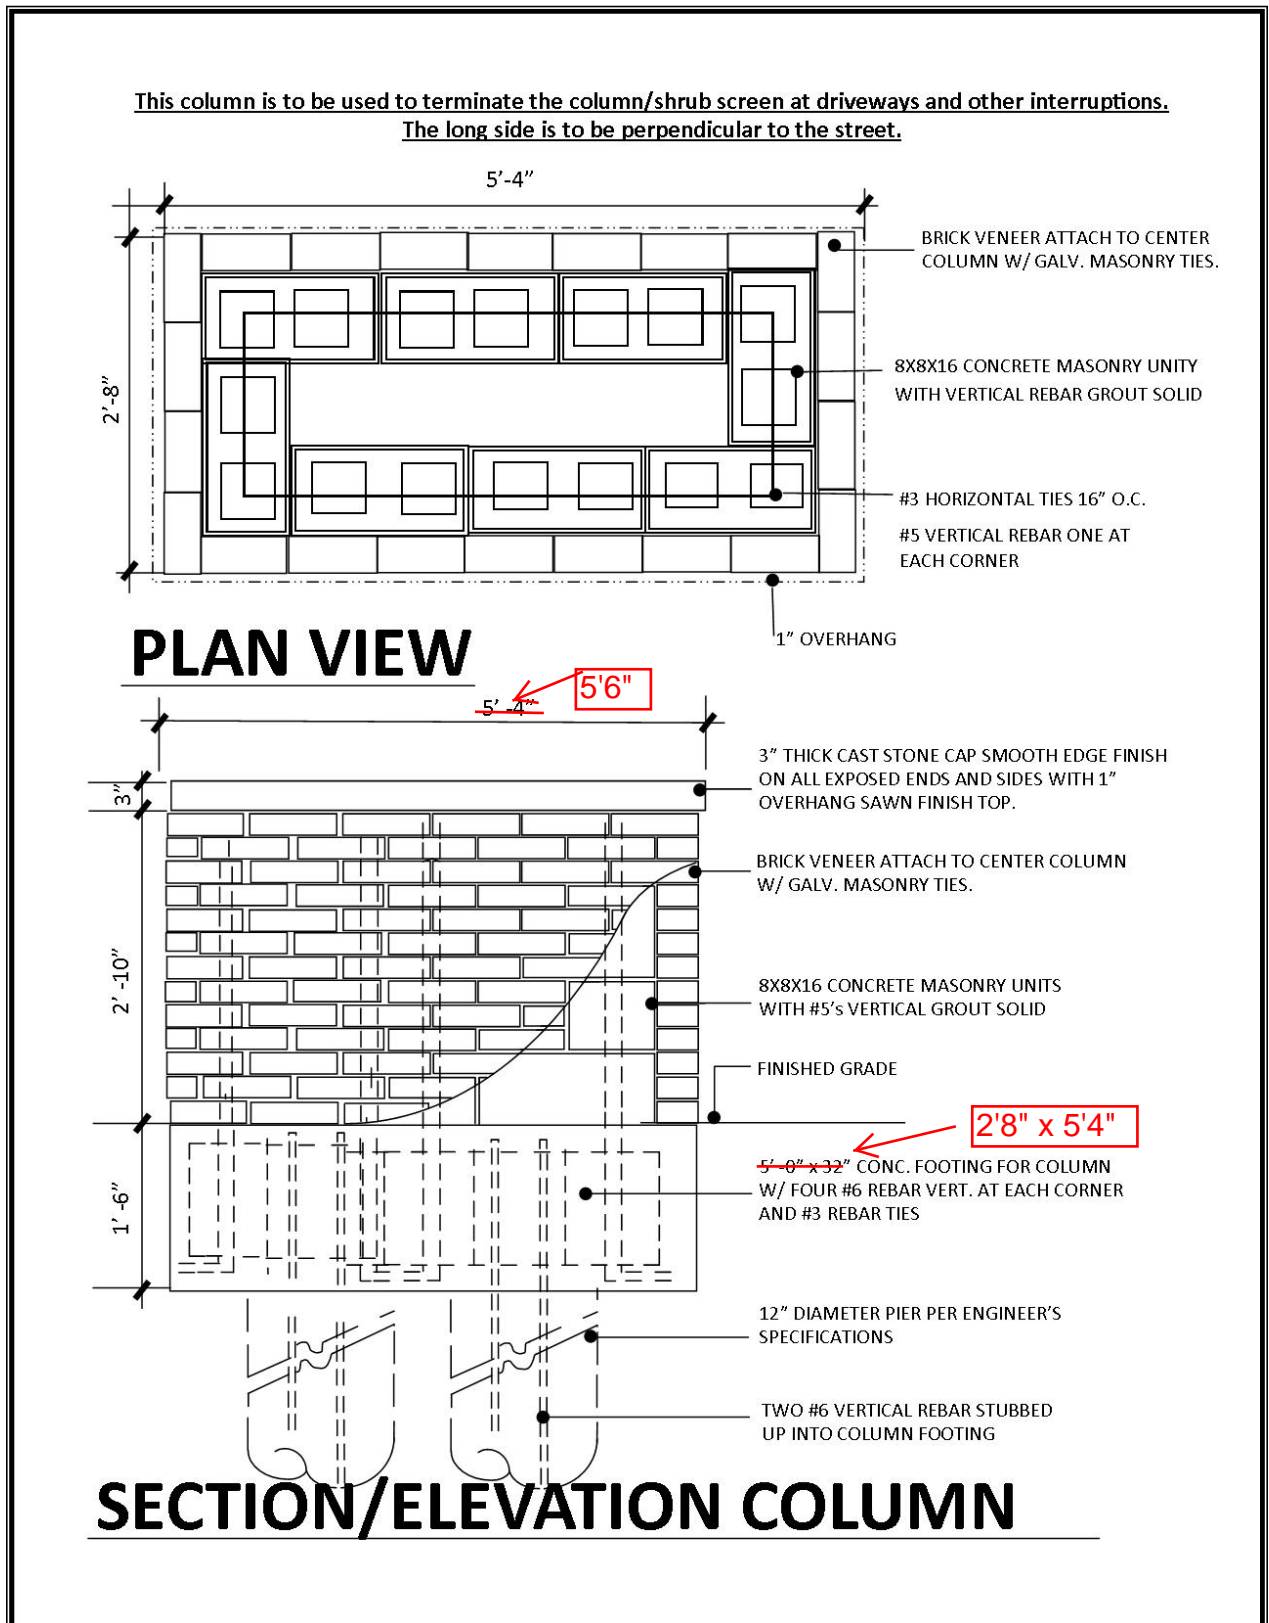 This column is to be used to terminate the column/shrub screen at driveways and other interruptions.
The long side is to be perpendicular to the street.
5’-4”
BRICK VENEER ATTACH TO CENTER
COLUMN W/ GALV. MASONRY TIES.
2’-8”
8X8X16 CONCRETE MASONRY UNITY
WITH VERTICAL REBAR GROUT SOLID
#3 HORIZONTAL TIES 16” O.C.
#5 VERTICAL REBAR ONE AT
EACH CORNER
1” OVERHANG
PLAN VIEW
5'6"
5’ -4”
3” THICK CAST STONE CAP SMOOTH EDGE FINISH
ON ALL EXPOSED ENDS AND SIDES WITH 1”
OVERHANG SAWN FINISH TOP.
3”
BRICK VENEER ATTACH TO CENTER COLUMN
W/ GALV. MASONRY TIES.
2’ -10”
8X8X16 CONCRETE MASONRY UNITS
WITH #5’s VERTICAL GROUT SOLID
FINISHED GRADE
2'8" x 5'4"
5’ -0” x 32” CONC. FOOTING FOR COLUMN
W/ FOUR #6 REBAR VERT. AT EACH CORNER
AND #3 REBAR TIES
1’ -6”
12” DIAMETER PIER PER ENGINEER’S
SPECIFICATIONS
TWO #6 VERTICAL REBAR STUBBED
UP INTO COLUMN FOOTING
SECTION/ELEVATION COLUMN